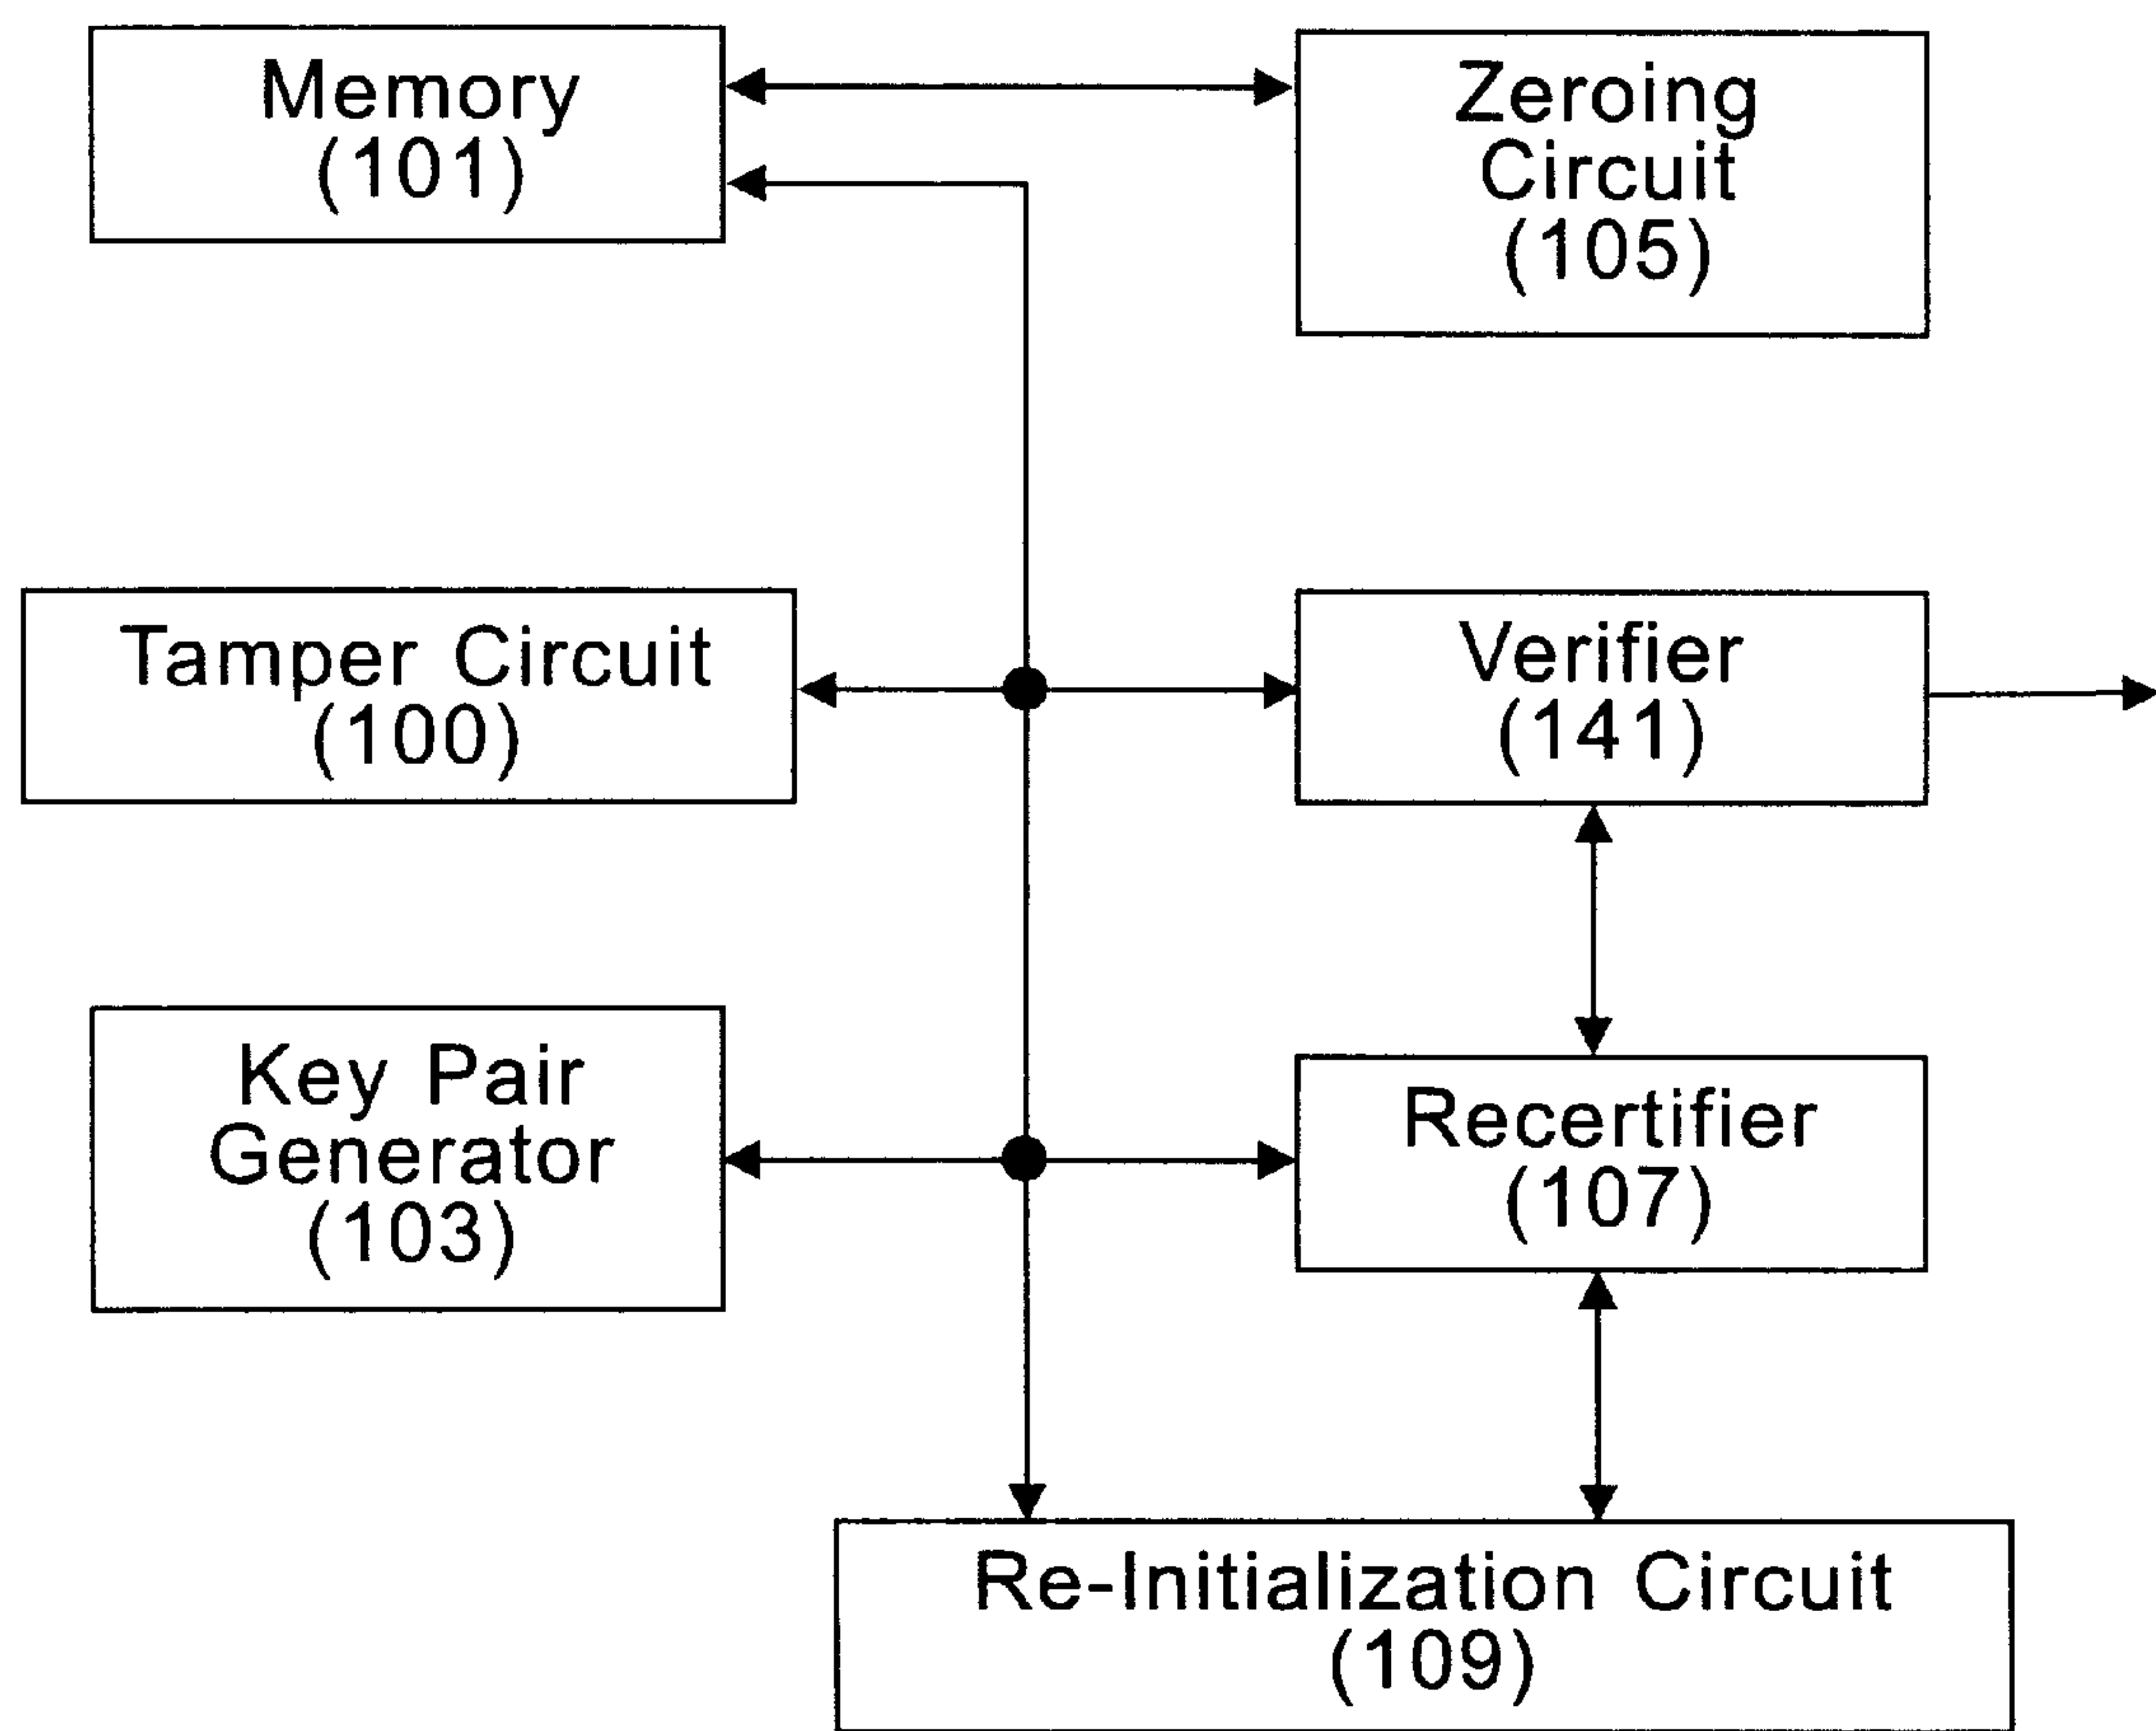 Memory
(101)
Zeroing
Circuit
(105)
Tamper Circuit
(100)
Verifier
(141)
Key Pair
Generator
(103)
Recertifier
(107)
Re-Initialization Circuit
(109)